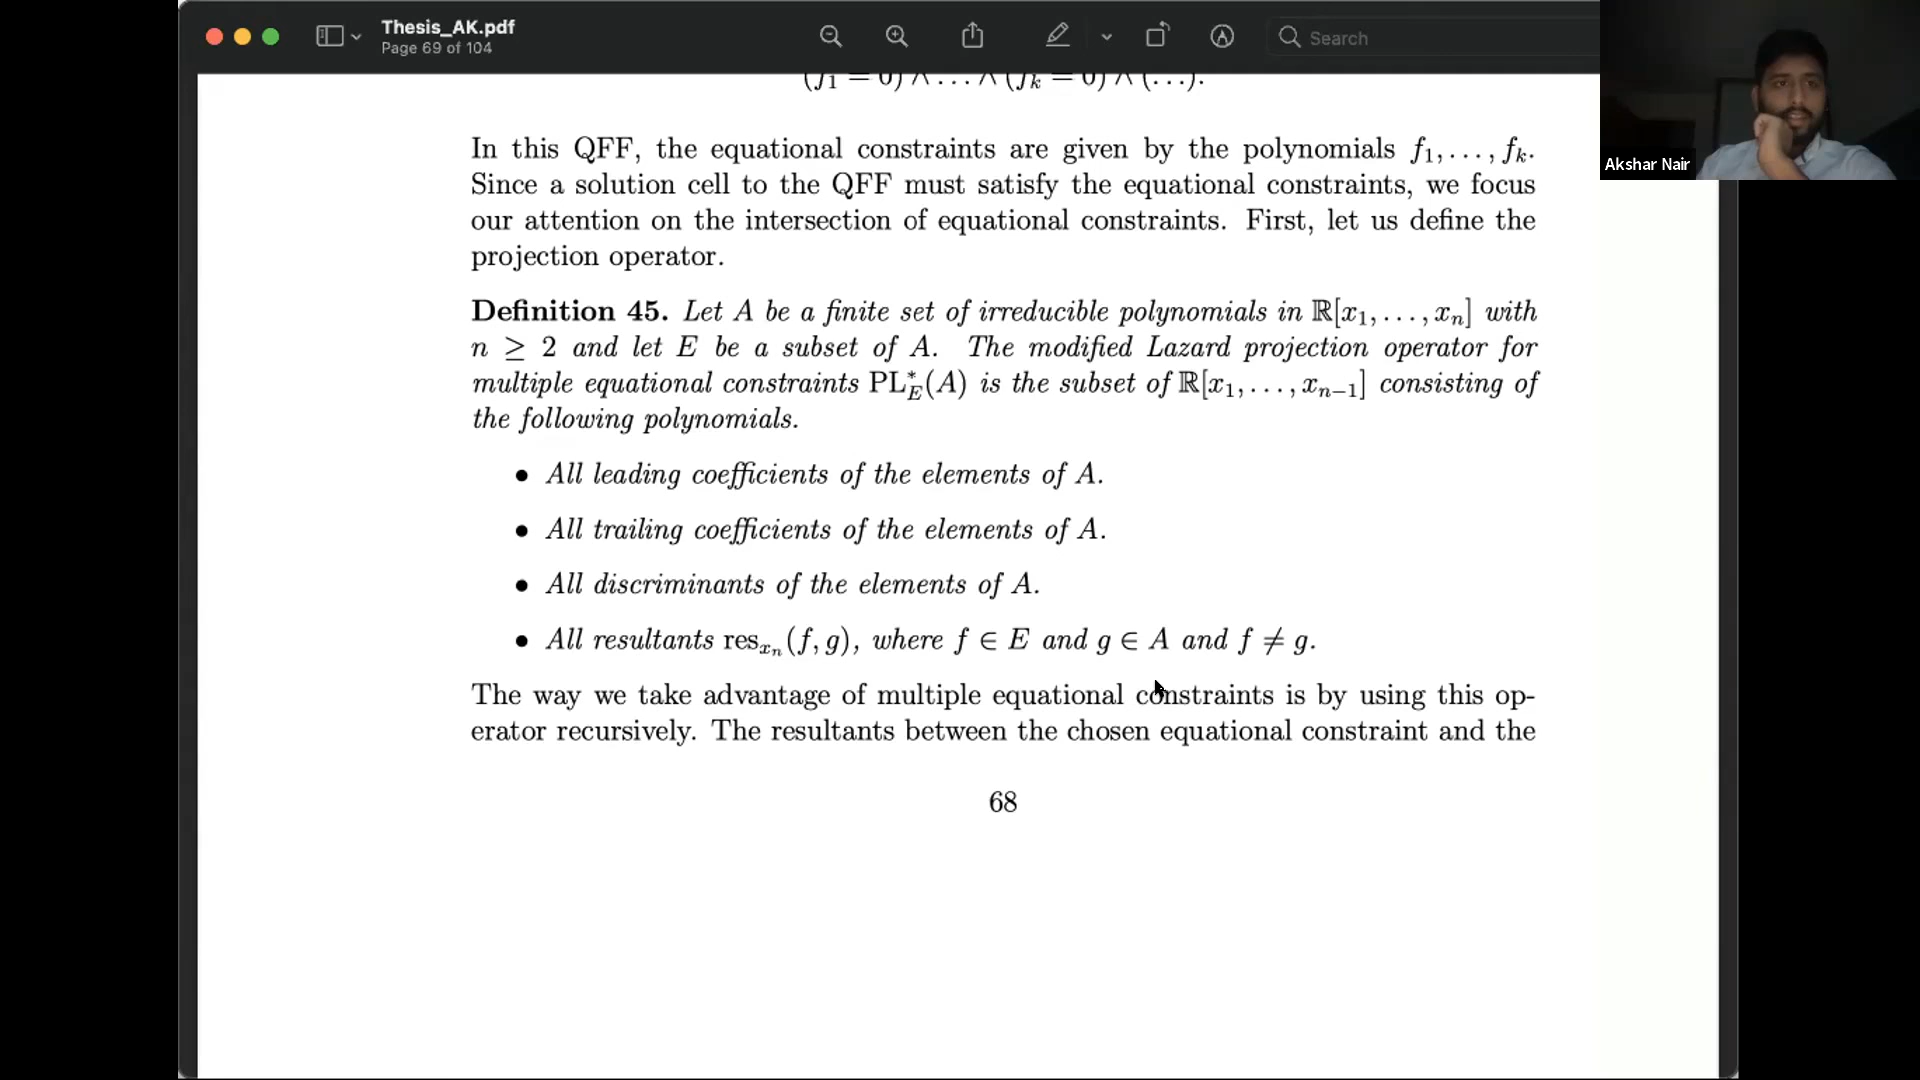 Thesis_AK.pdf
Page 69 of 104
Search
Akshar Nair
(f₁ = 0) ∧ . . . ∧ (fₖ = 0) ∧ (. . .).
In this QFF, the equational constraints are given by the polynomials f₁, . . . , fₖ.
Since a solution cell to the QFF must satisfy the equational constraints, we focus
our attention on the intersection of equational constraints. First, let us define the
projection operator.
Definition 45. Let A be a finite set of irreducible polynomials in ℝ[x₁, . . . , xₙ] with
n ≥ 2 and let E be a subset of A. The modified Lazard projection operator for
multiple equational constraints PL*_E(A) is the subset of ℝ[x₁, . . . , xₙ₋₁] consisting of
the following polynomials.
• All leading coefficients of the elements of A.
• All trailing coefficients of the elements of A.
• All discriminants of the elements of A.
• All resultants res_{xₙ}(f, g), where f ∈ E and g ∈ A and f ≠ g.
The way we take advantage of multiple equational constraints is by using this op-
erator recursively. The resultants between the chosen equational constraint and the
68